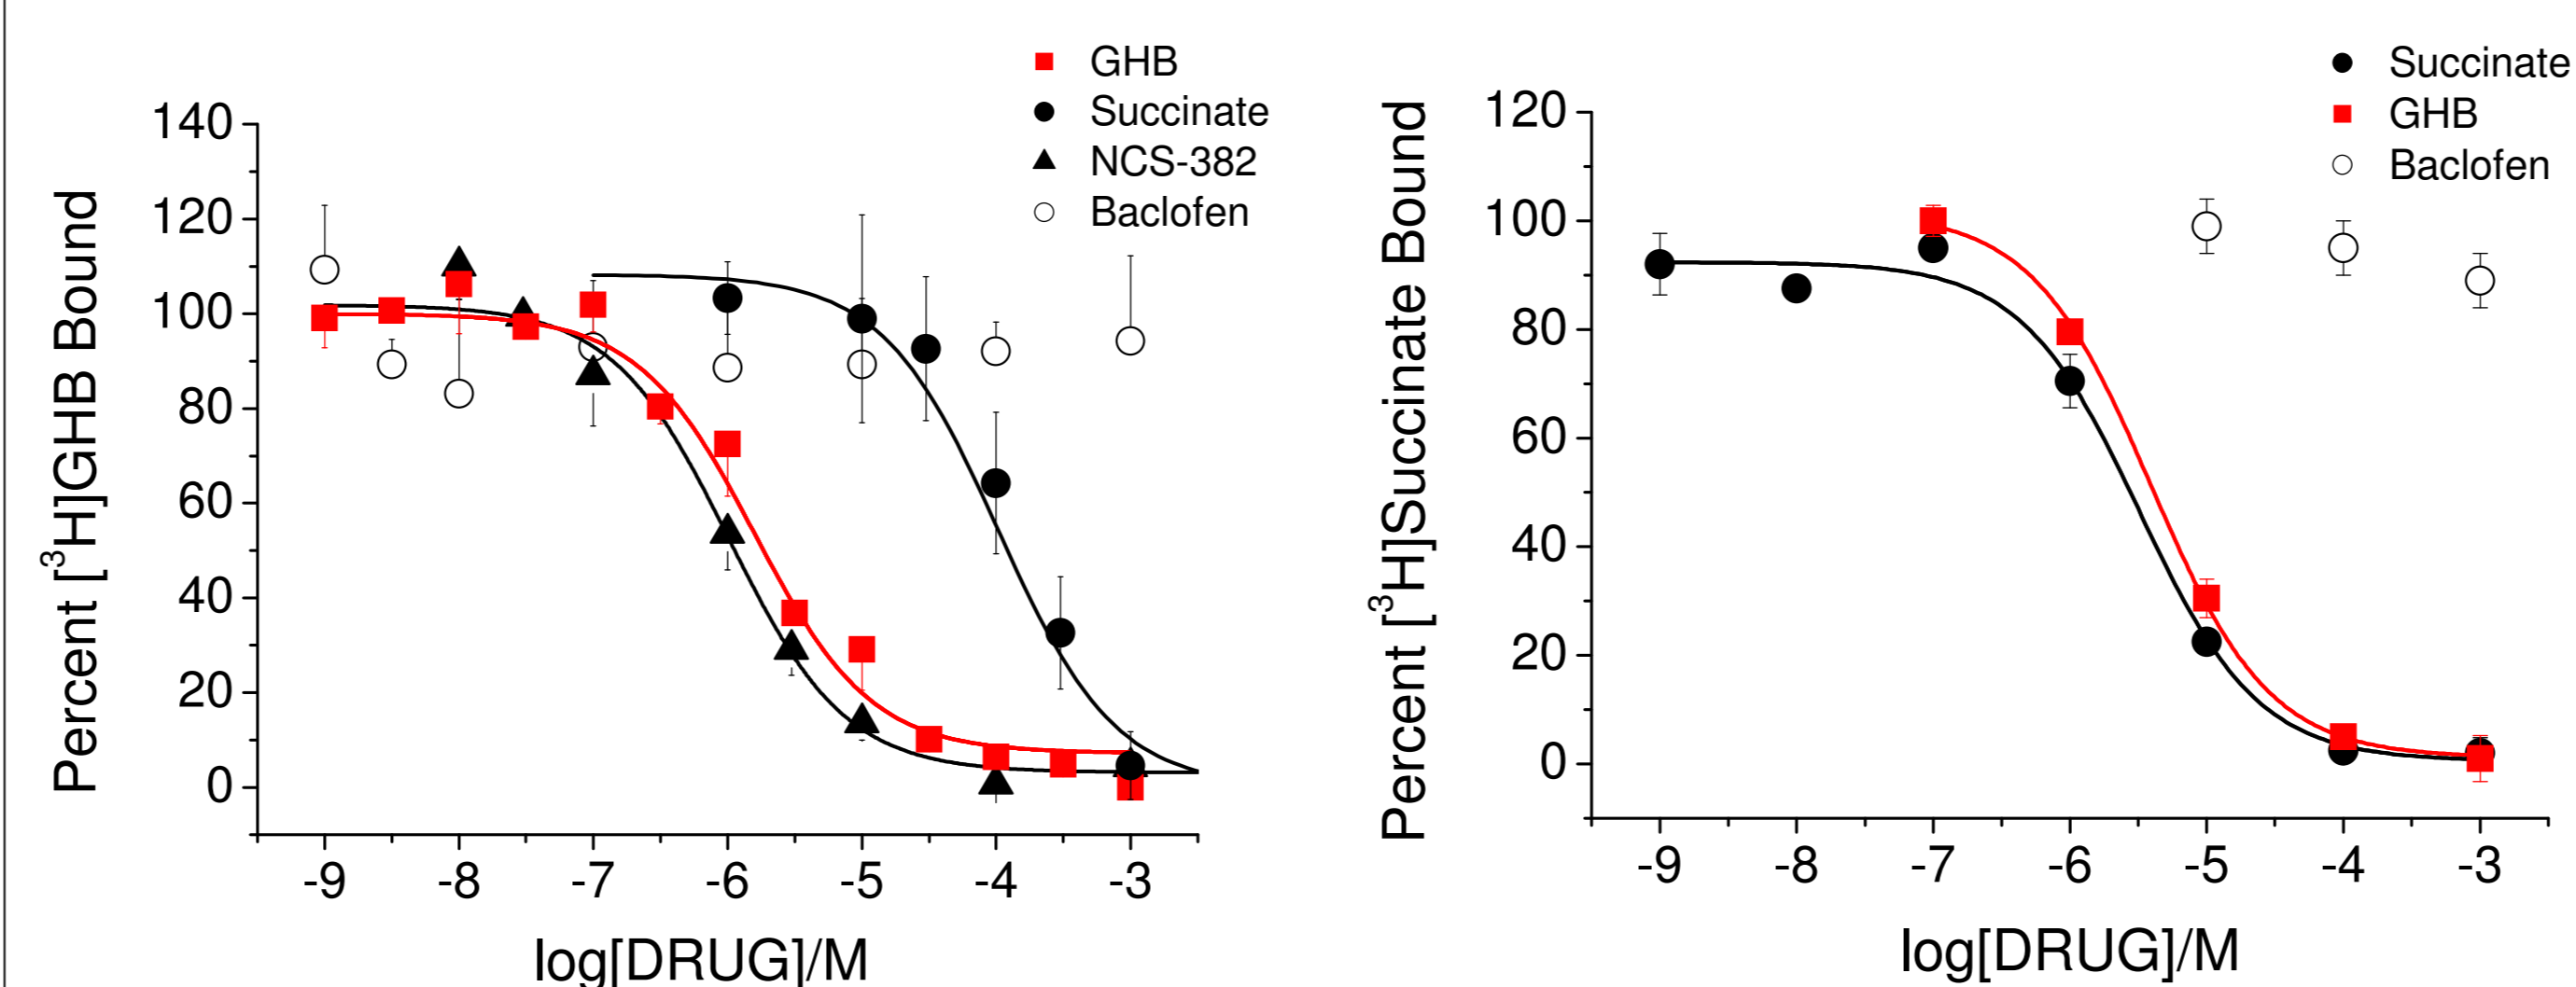 GHB
Succinate
NCS-382
Baclofen
Percent [³H]GHB Bound
140
120
100
80
60
40
20
0
-9 -8 -7 -6 -5 -4 -3
log[DRUG]/M
Succinate
GHB
Baclofen
Percent [³H]Succinate Bound
120
100
80
60
40
20
0
-9 -8 -7 -6 -5 -4 -3
log[DRUG]/M